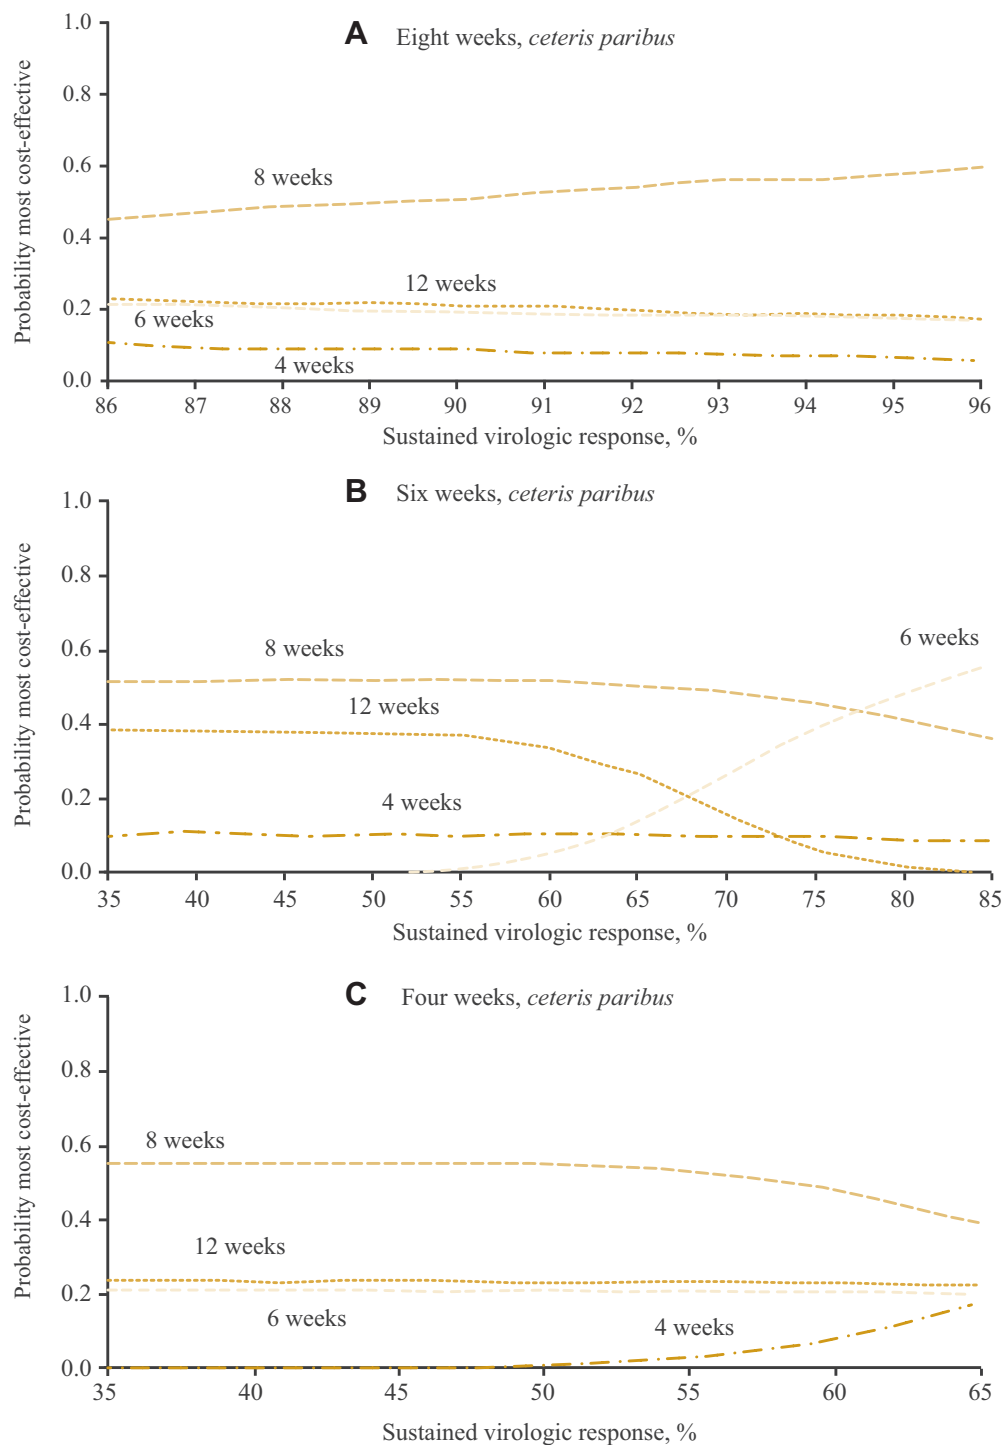 A Eight weeks, ceteris paribus
Probability most cost-effective
1.0
0.8
0.6
0.4
0.2
0.0
8 weeks
12 weeks
6 weeks
4 weeks
86 87 88 89 90 91 92 93 94 95 96
Sustained virologic response, %
B Six weeks, ceteris paribus
Probability most cost-effective
1.0
0.8
0.6
0.4
0.2
0.0
6 weeks
8 weeks
12 weeks
4 weeks
35 40 45 50 55 60 65 70 75 80 85
Sustained virologic response, %
C Four weeks, ceteris paribus
Probability most cost-effective
1.0
0.8
0.6
0.4
0.2
0.0
8 weeks
12 weeks
6 weeks
4 weeks
35 40 45 50 55 60 65
Sustained virologic response, %